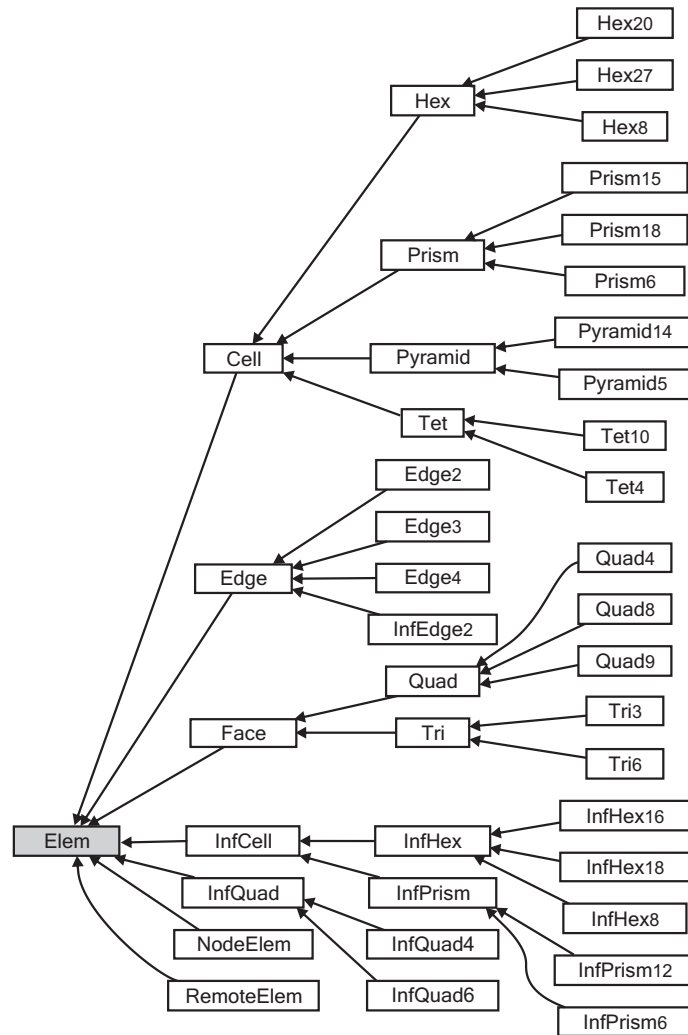 Hex20
Hex27
Hex
Hex8
Prism15
Prism18
Prism
Prism6
Pyramid14
Cell
Pyramid
Pyramid5
Tet
Tet10
Tet4
Edge2
Edge3
Edge
Edge4
InfEdge2
Quad4
Quad8
Quad9
Quad
Tri3
Face
Tri
Tri6
InfHex16
Elem
InfCell
InfHex
InfHex18
InfQuad
InfPrism
InfHex8
NodeElem
InfQuad4
InfPrism12
RemoteElem
InfQuad6
InfPrism6